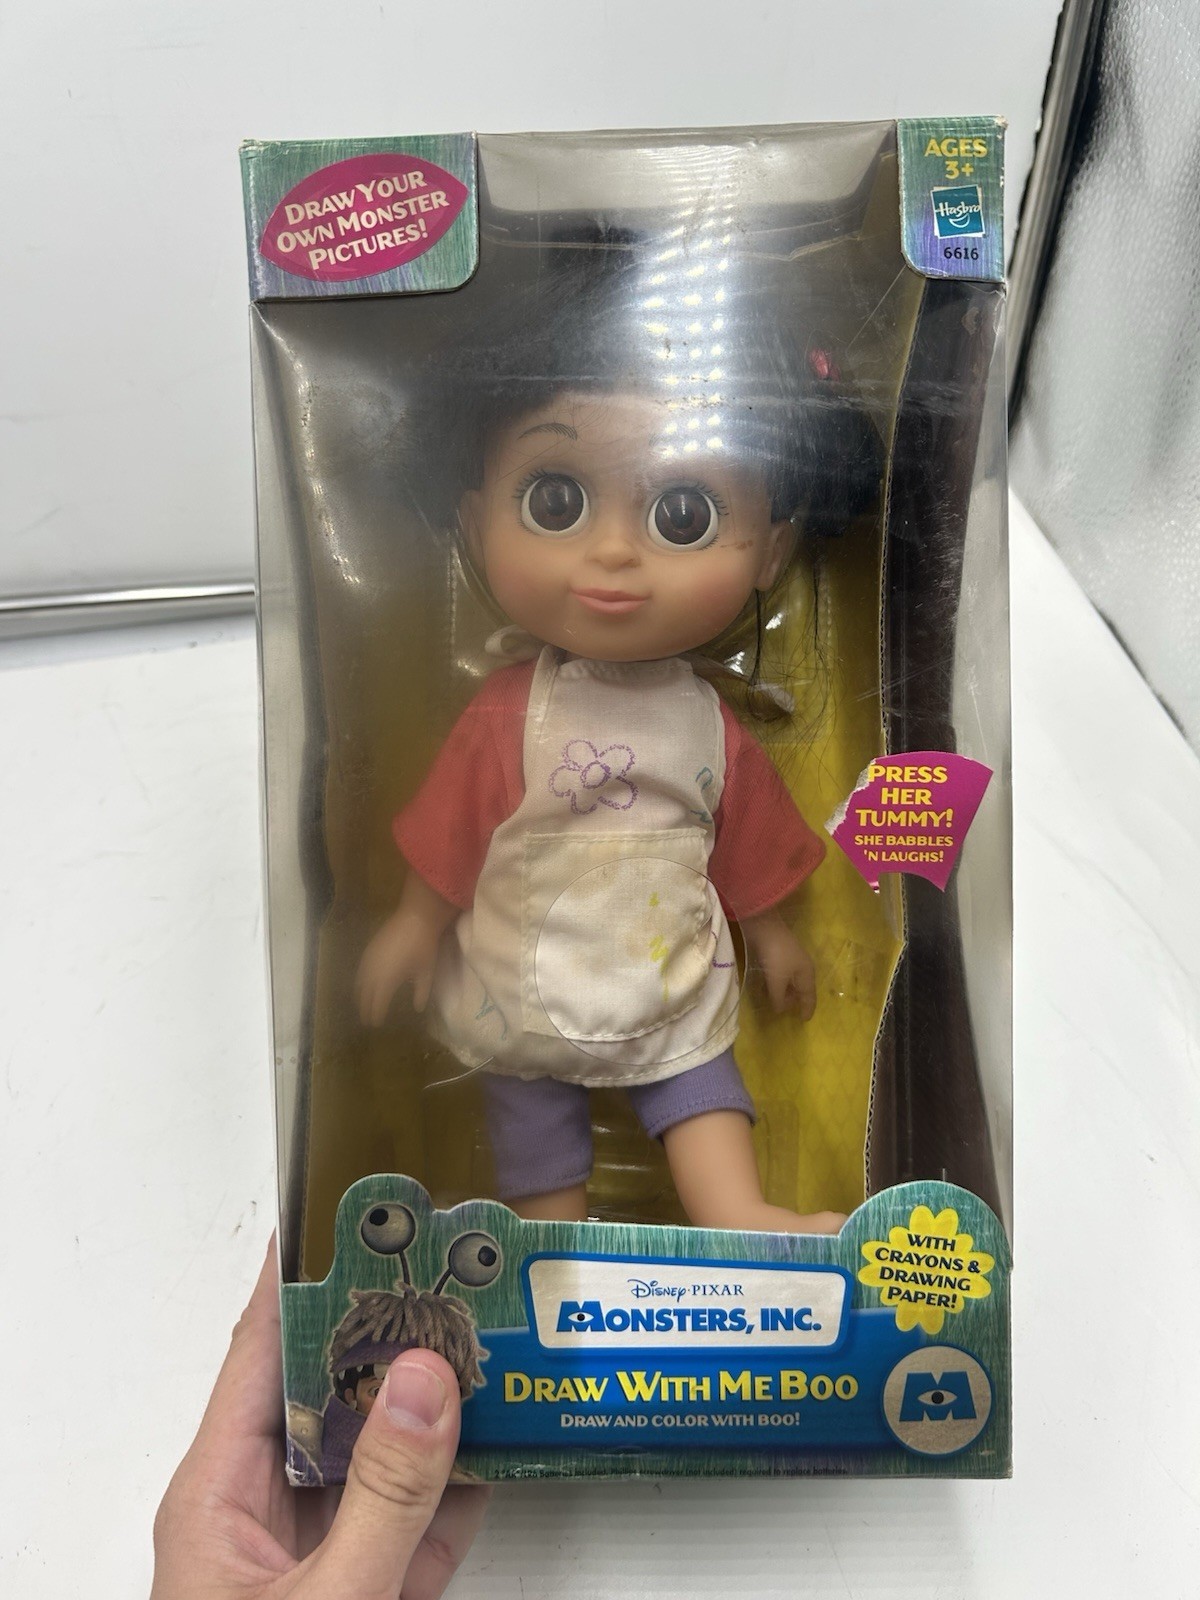 DRAW YOUR
OWN MONSTER
PICTURES!
AGES
3+
Hasbro
6616
PRESS
HER
TUMMY!
SHE BABBLES
'N LAUGHS!
WITH
CRAYONS &
DRAWING
PAPER!
Disney·PIXAR
MONSTERS, INC.
DRAW WITH ME BOO
DRAW AND COLOR WITH BOO!
M